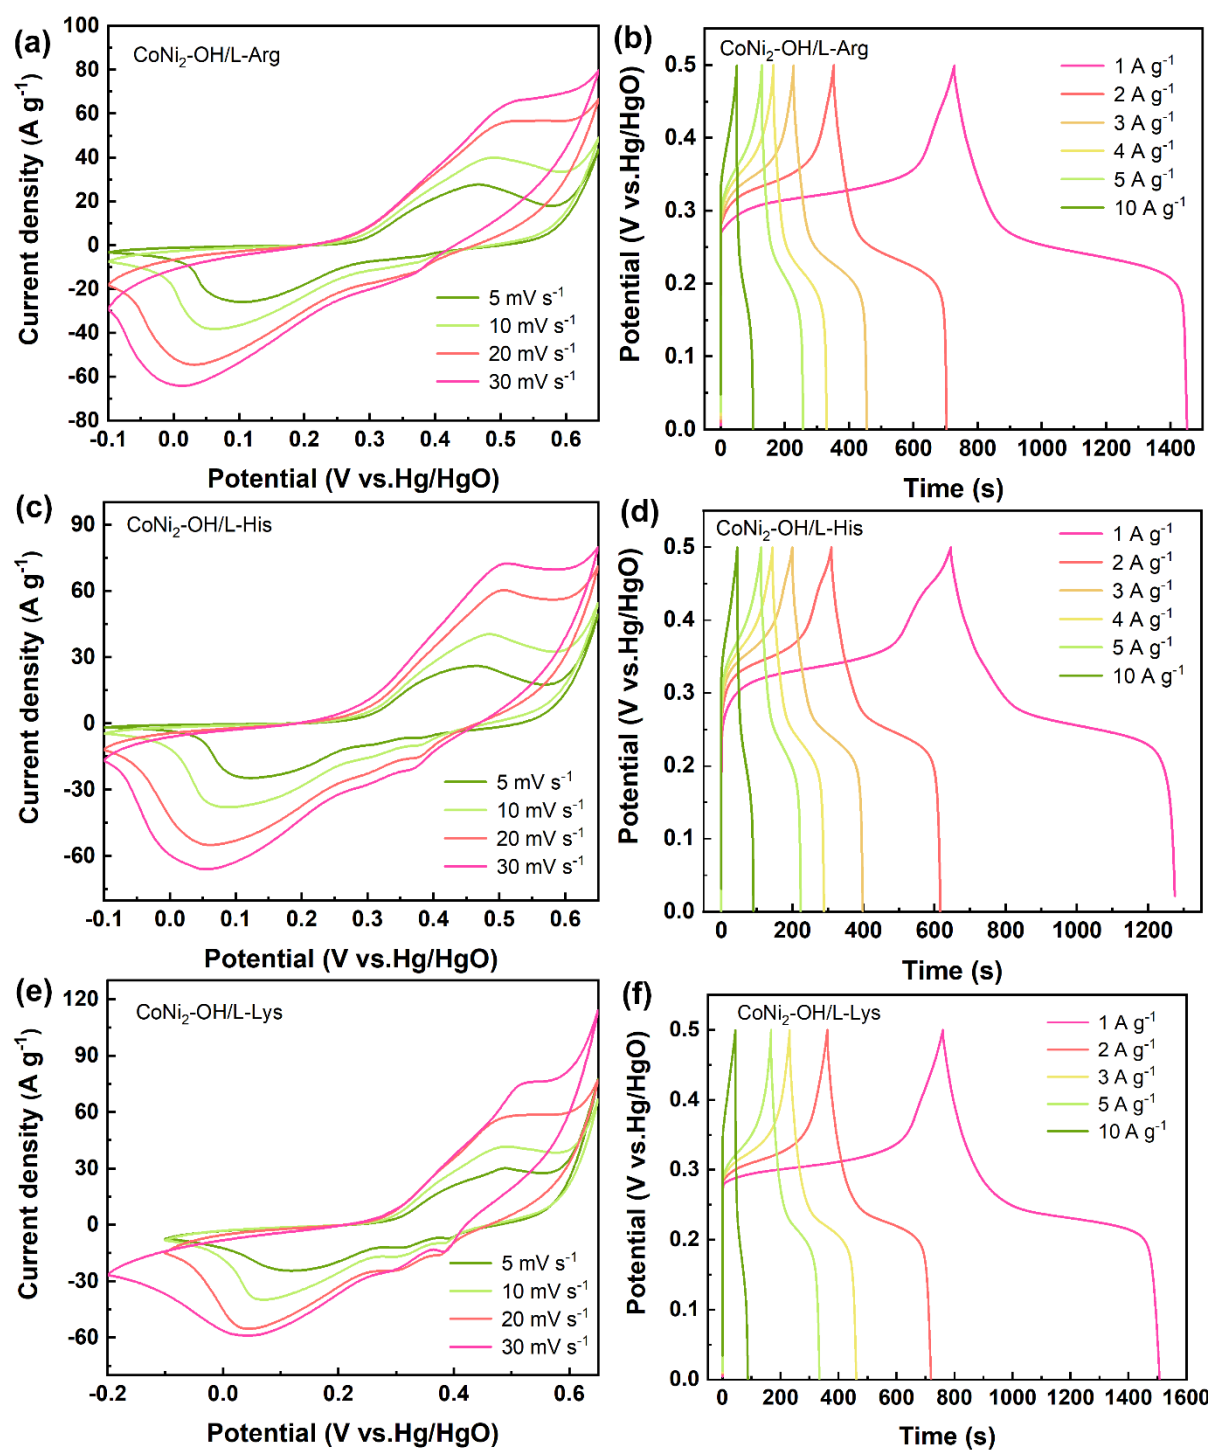 (a)
CoNi₂-OH/L-Arg
Current density (A g⁻¹)
100
80
60
40
20
0
-20
-40
-60
-80
5 mV s⁻¹
10 mV s⁻¹
20 mV s⁻¹
30 mV s⁻¹
-0.1 0.0 0.1 0.2 0.3 0.4 0.5 0.6
Potential (V vs.Hg/HgO)
(b)
CoNi₂-OH/L-Arg
Potential (V vs.Hg/HgO)
0.5
0.4
0.3
0.2
0.1
0.0
1 A g⁻¹
2 A g⁻¹
3 A g⁻¹
4 A g⁻¹
5 A g⁻¹
10 A g⁻¹
0 200 400 600 800 1000 1200 1400
Time (s)
(c)
CoNi₂-OH/L-His
Current density (A g⁻¹)
90
60
30
0
-30
-60
5 mV s⁻¹
10 mV s⁻¹
20 mV s⁻¹
30 mV s⁻¹
-0.1 0.0 0.1 0.2 0.3 0.4 0.5 0.6
Potential (V vs.Hg/HgO)
(d)
CoNi₂-OH/L-His
Potential (V vs.Hg/HgO)
0.5
0.4
0.3
0.2
0.1
0.0
1 A g⁻¹
2 A g⁻¹
3 A g⁻¹
4 A g⁻¹
5 A g⁻¹
10 A g⁻¹
0 200 400 600 800 1000 1200
Time (s)
(e)
CoNi₂-OH/L-Lys
Current density (A g⁻¹)
120
90
60
30
0
-30
-60
5 mV s⁻¹
10 mV s⁻¹
20 mV s⁻¹
30 mV s⁻¹
-0.2 0.0 0.2 0.4 0.6
Potential (V vs.Hg/HgO)
(f)
CoNi₂-OH/L-Lys
Potential (V vs.Hg/HgO)
0.5
0.4
0.3
0.2
0.1
0.0
1 A g⁻¹
2 A g⁻¹
3 A g⁻¹
5 A g⁻¹
10 A g⁻¹
0 200 400 600 800 1000 1200 1400 1600
Time (s)